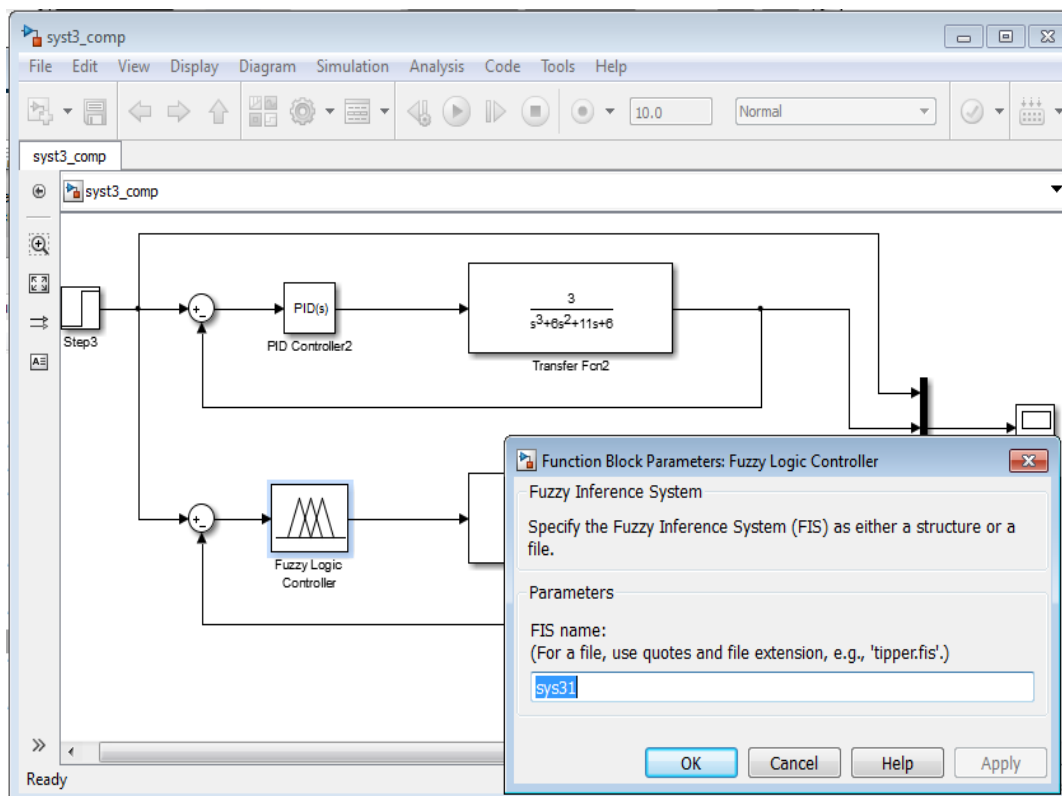 syst3_comp
File Edit View Display Diagram Simulation Analysis Code Tools Help
10.0 Normal
syst3_comp
syst3_comp
Step3
+
−
PID(s)
PID Controller2
3
s³+6s²+11s+6
Transfer Fcn2
+
−
Fuzzy Logic
Controller
Function Block Parameters: Fuzzy Logic Controller
Fuzzy Inference System
Specify the Fuzzy Inference System (FIS) as either a structure or a
file.
Parameters
FIS name:
(For a file, use quotes and file extension, e.g., 'tipper.fis'.)
sys31
OK Cancel Help Apply
Ready